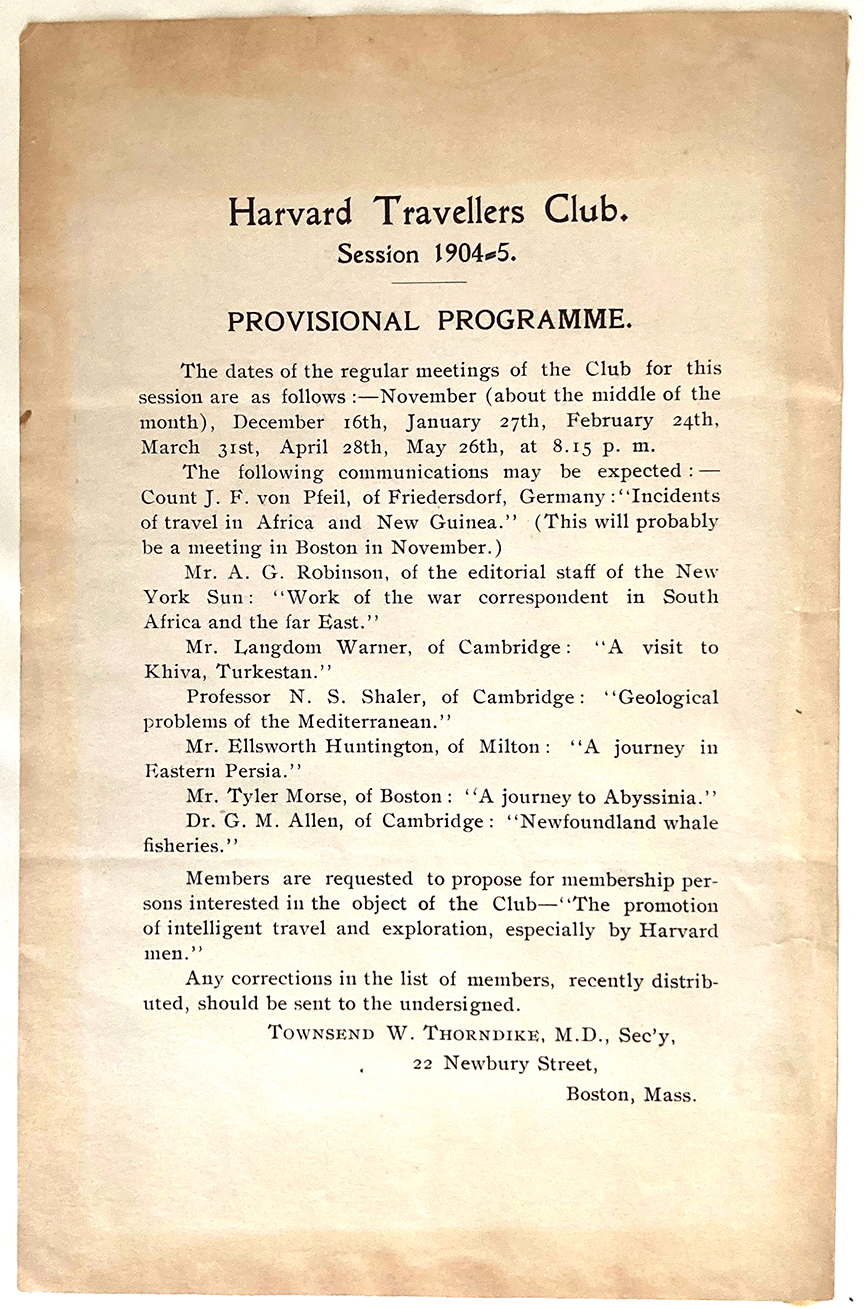 Harvard Travellers Club.
Session 1904-5.
PROVISIONAL PROGRAMME.
The dates of the regular meetings of the Club for this
session are as follows :—November (about the middle of the
month), December 16th, January 27th, February 24th,
March 31st, April 28th, May 26th, at 8.15 p. m.
The following communications may be expected : —
Count J. F. von Pfeil, of Friedersdorf, Germany : "Incidents
of travel in Africa and New Guinea." (This will probably
be a meeting in Boston in November.)
Mr. A. G. Robinson, of the editorial staff of the New
York Sun : "Work of the war correspondent in South
Africa and the far East."
Mr. Langdom Warner, of Cambridge : "A visit to
Khiva, Turkestan."
Professor N. S. Shaler, of Cambridge : "Geological
problems of the Mediterranean."
Mr. Ellsworth Huntington, of Milton : "A journey in
Eastern Persia."
Mr. Tyler Morse, of Boston : "A journey to Abyssinia."
Dr. G. M. Allen, of Cambridge : "Newfoundland whale
fisheries."
Members are requested to propose for membership per-
sons interested in the object of the Club—"The promotion
of intelligent travel and exploration, especially by Harvard
men."
Any corrections in the list of members, recently distrib-
uted, should be sent to the undersigned.
TOWNSEND W. THORNDIKE, M.D., Sec'y,
22 Newbury Street,
Boston, Mass.